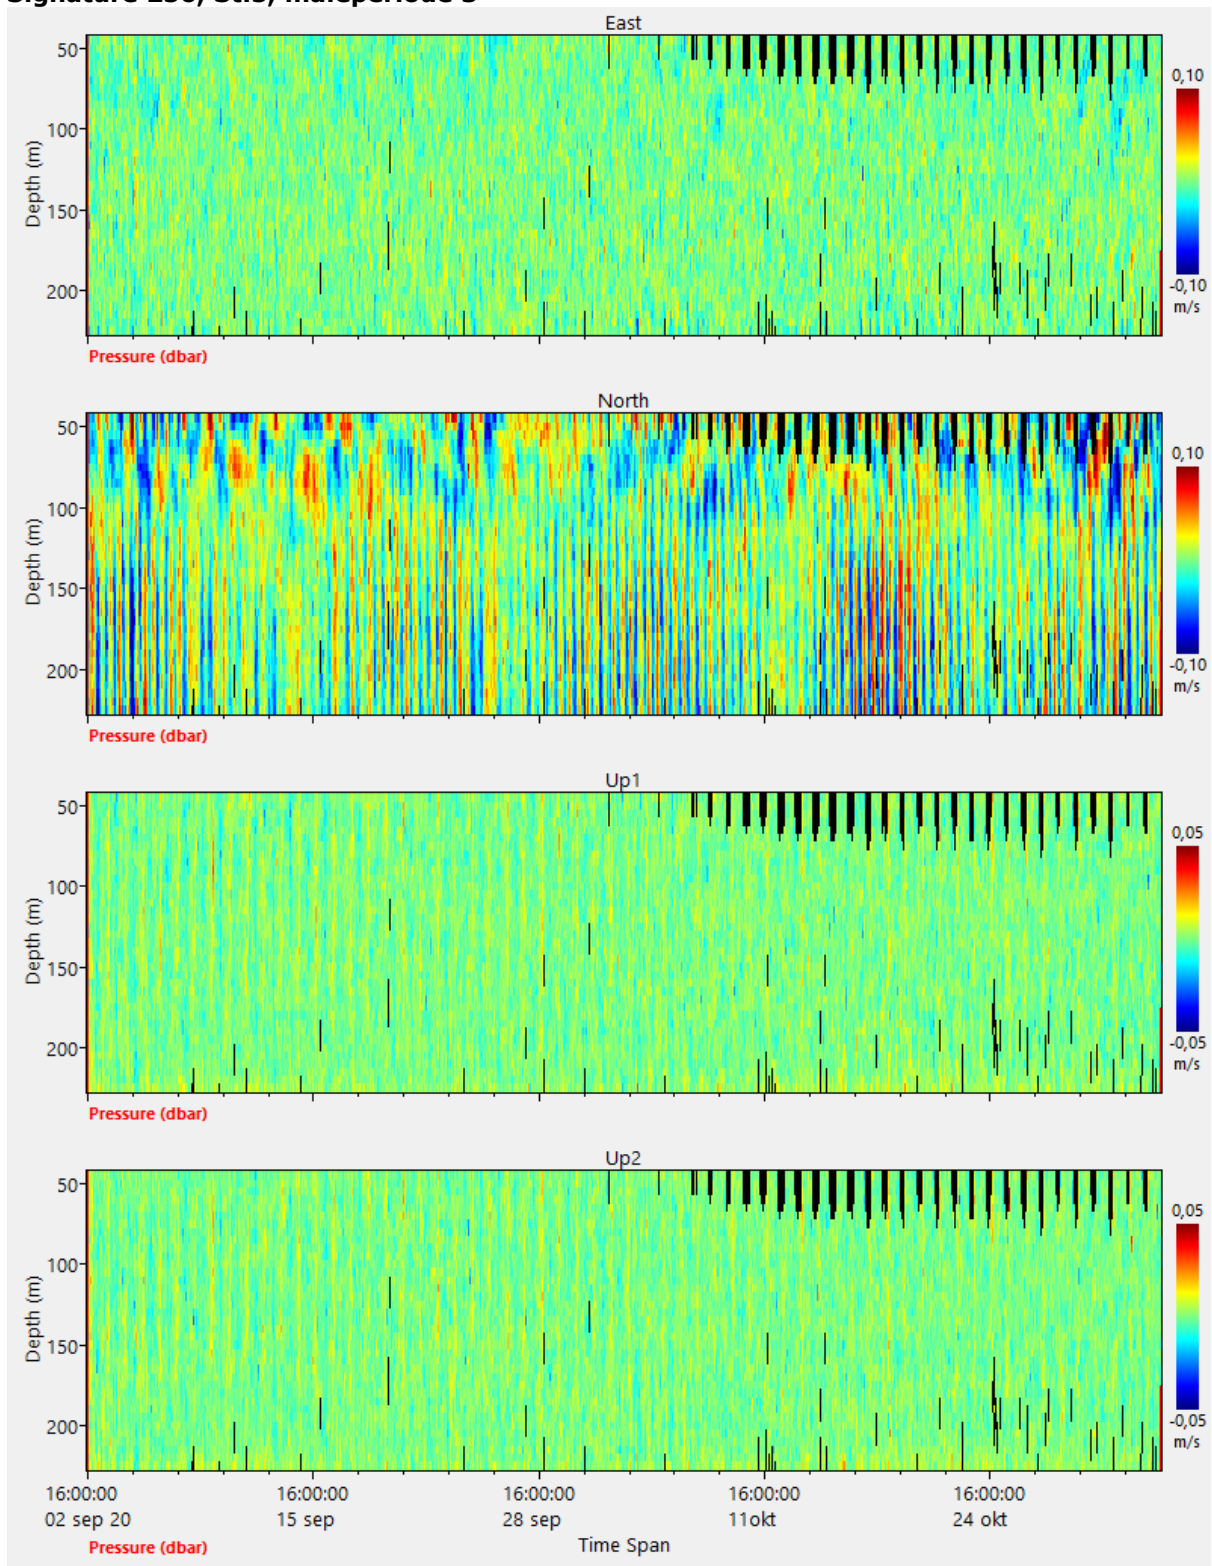 East
50
100
150
200
Depth (m)
0,10
-0,10
m/s
Pressure (dbar)
North
50
100
150
200
Depth (m)
0,10
-0,10
m/s
Pressure (dbar)
Up1
50
100
150
200
Depth (m)
0,05
-0,05
m/s
Pressure (dbar)
Up2
50
100
150
200
Depth (m)
0,05
-0,05
m/s
16:00:00 16:00:00 16:00:00 16:00:00 16:00:00
02 sep 20 15 sep 28 sep 11okt 24 okt
Pressure (dbar) Time Span